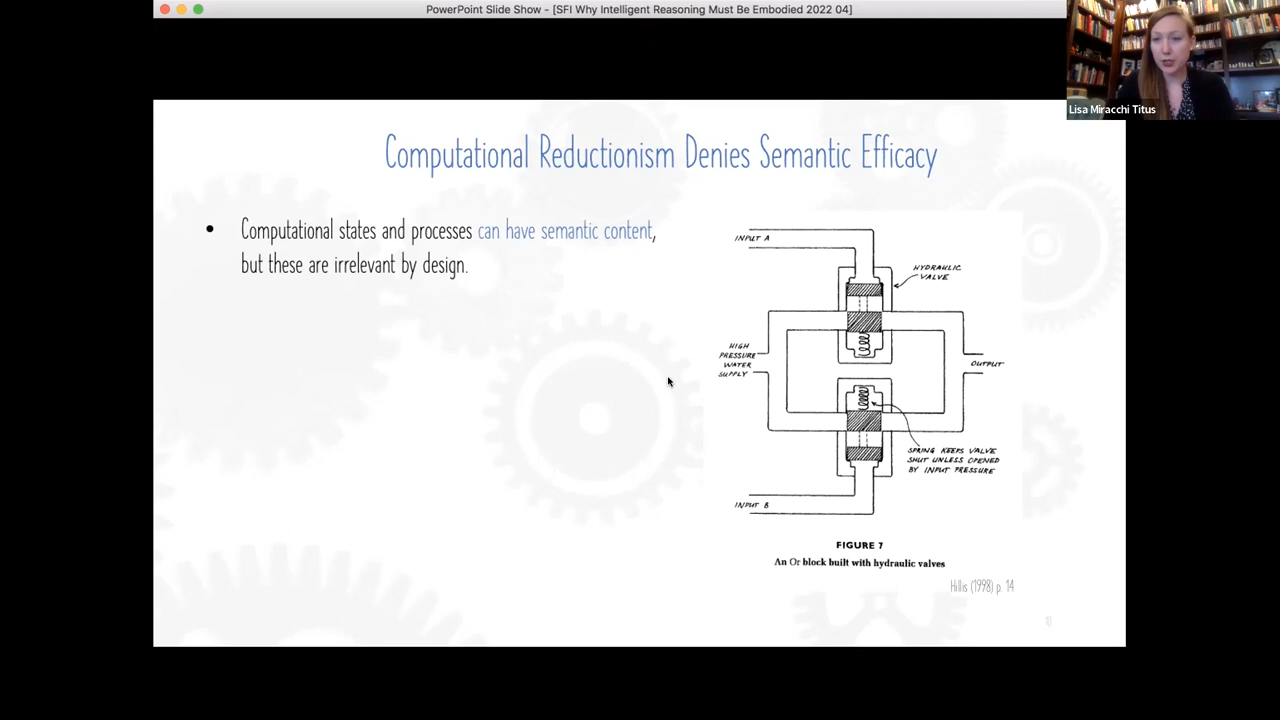 PowerPoint Slide Show - [SFI Why Intelligent Reasoning Must Be Embodied 2022 04]
Lisa Miracchi Titus
Computational Reductionism Denies Semantic Efficacy
• Computational states and processes can have semantic content,
but these are irrelevant by design.
INPUT A
HYDRAULIC
VALVE
HIGH
PRESSURE
WATER
SUPPLY
OUTPUT
SPRING KEEPS VALVE
SHUT UNLESS OPENED
BY INPUT PRESSURE
INPUT B
FIGURE 7
An Or block built with hydraulic valves
Hillis (1998) p. 14
10